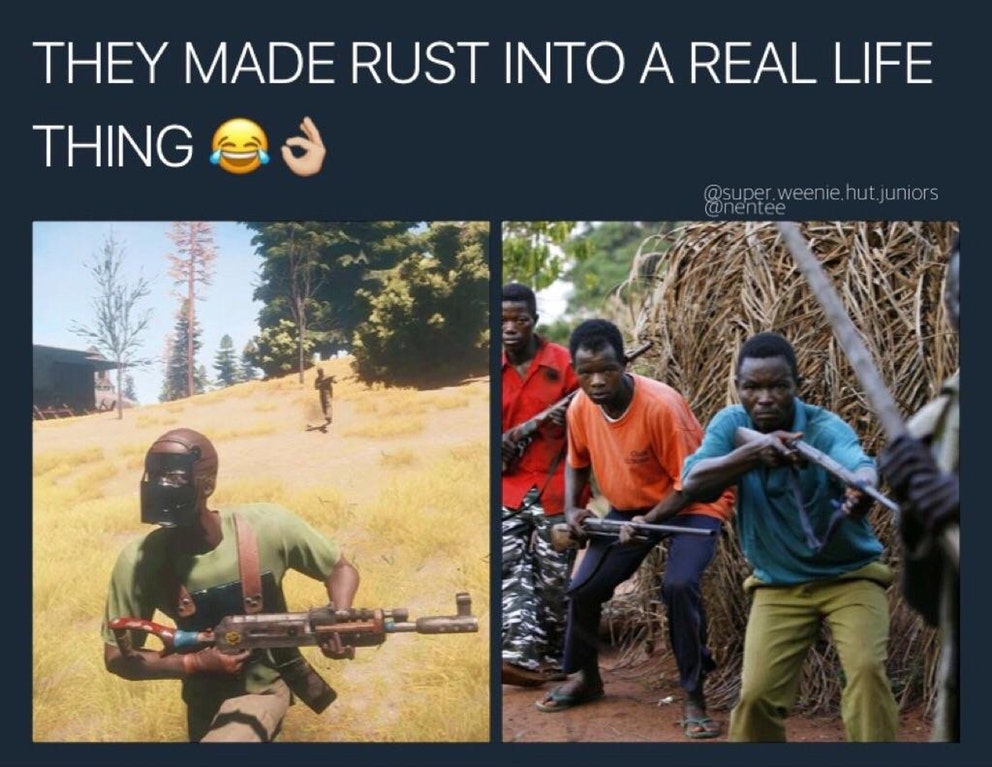 THEY MADE RUST INTO A REAL LIFE
THING 😂👌🏼
@super.weenie.hut.juniors
@nentee